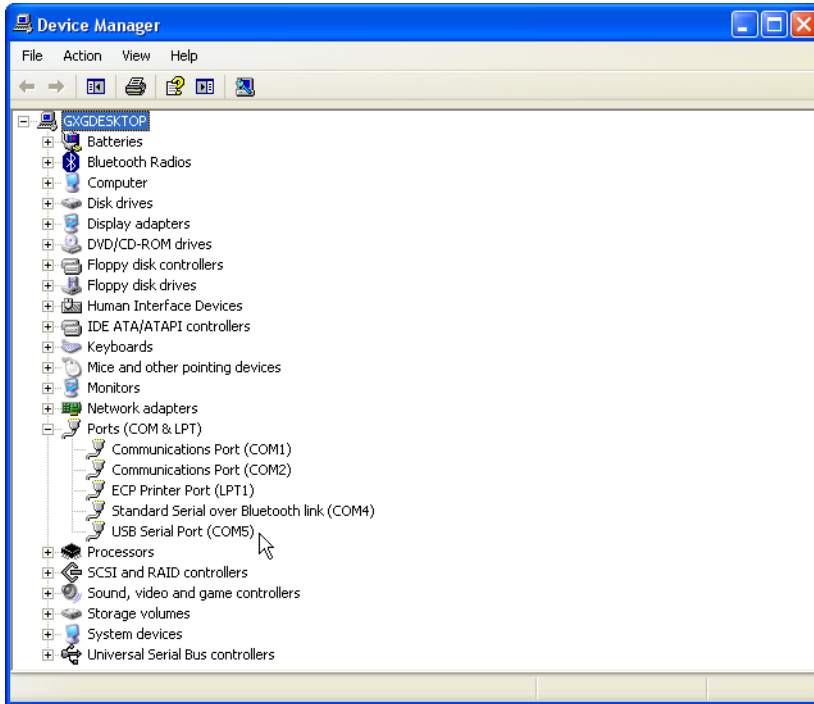 Device Manager
File Action View Help
GXGDESKTOP
Batteries
Bluetooth Radios
Computer
Disk drives
Display adapters
DVD/CD-ROM drives
Floppy disk controllers
Floppy disk drives
Human Interface Devices
IDE ATA/ATAPI controllers
Keyboards
Mice and other pointing devices
Monitors
Network adapters
Ports (COM & LPT)
Communications Port (COM1)
Communications Port (COM2)
ECP Printer Port (LPT1)
Standard Serial over Bluetooth link (COM4)
USB Serial Port (COM5)
Processors
SCSI and RAID controllers
Sound, video and game controllers
Storage volumes
System devices
Universal Serial Bus controllers